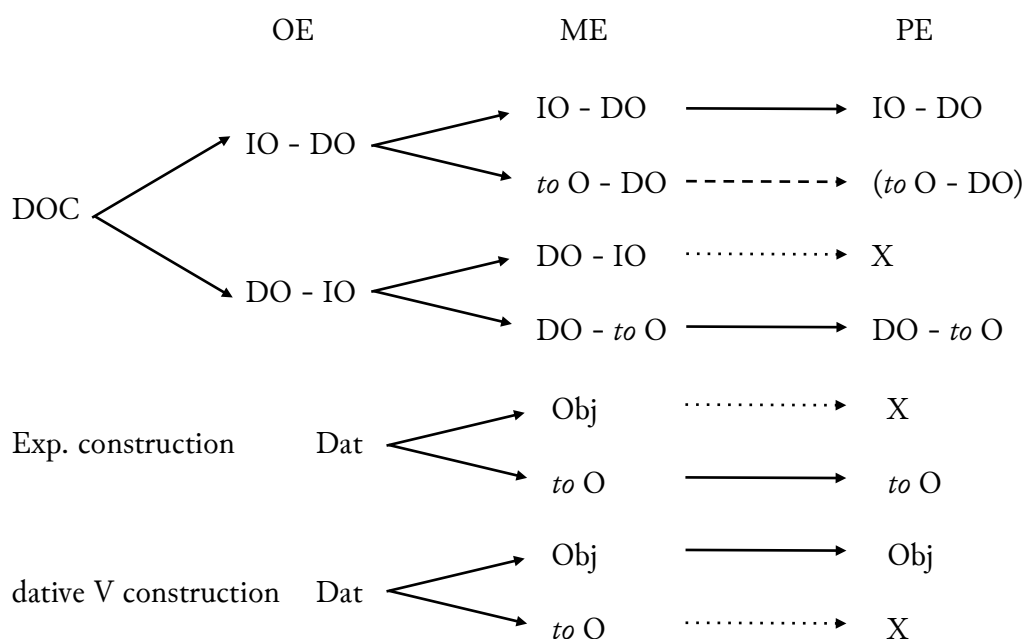 OE ME PE
IO - DO IO - DO
IO - DO
to O - DO (to O - DO)
DOC
DO - IO X
DO - IO
DO - to O DO - to O
Obj X
Exp. construction Dat
to O to O
Obj Obj
dative V construction Dat
to O X